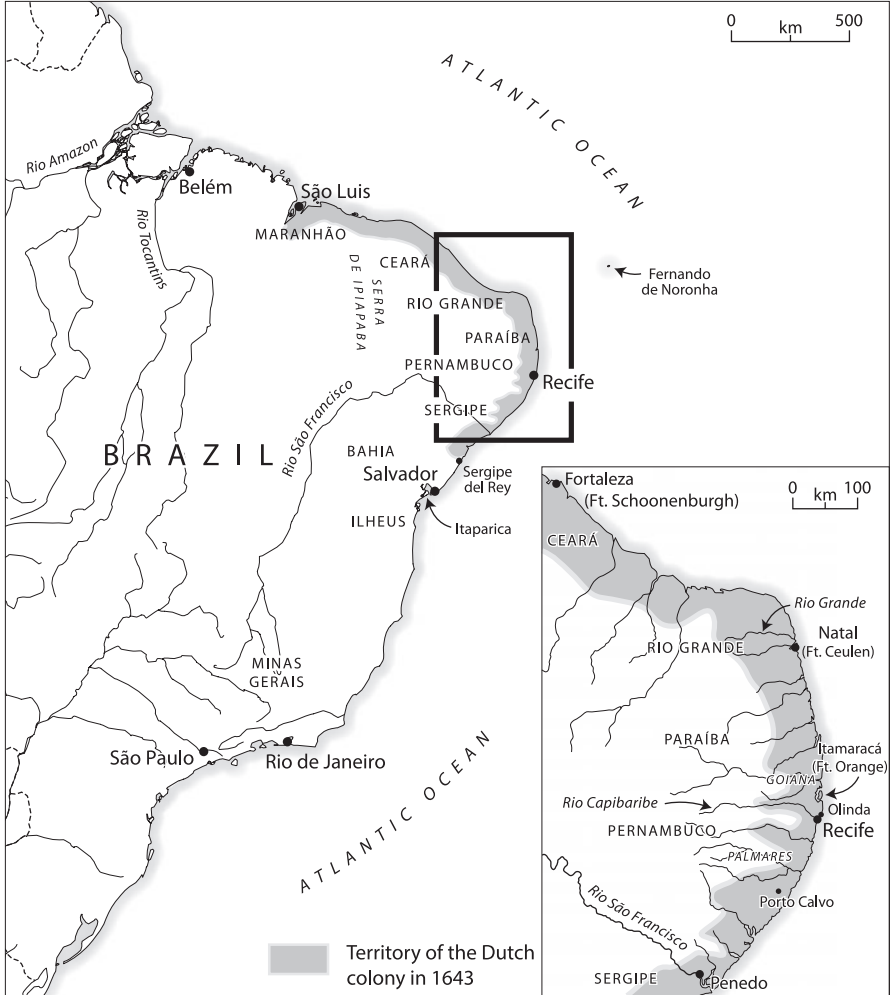 0 km 500
ATLANTIC OCEAN
Rio Amazon
Belém
São Luis
Rio Tocantins
MARANHÃO
CEARÁ
SERRA
DE IPIAPABA
Fernando
de Noronha
RIO GRANDE
PARAÍBA
PERNAMBUCO
Recife
Rio São Francisco
SERGIPE
BRAZIL
BAHIA
Salvador
Sergipe
del Rey
ILHEUS
Itaparica
MINAS
GERAIS
São Paulo
Rio de Janeiro
ATLANTIC OCEAN
Territory of the Dutch
colony in 1643
Fortaleza
(Ft. Schoonenburgh)
0 km 100
CEARÁ
Rio Grande
RIO GRANDE
Natal
(Ft. Ceulen)
PARAÍBA
Itamaracá
(Ft. Orange)
GOIANA
Rio Capibaribe
Olinda
Recife
PERNAMBUCO
PALMARES
Porto Calvo
Rio São Francisco
SERGIPE
Penedo